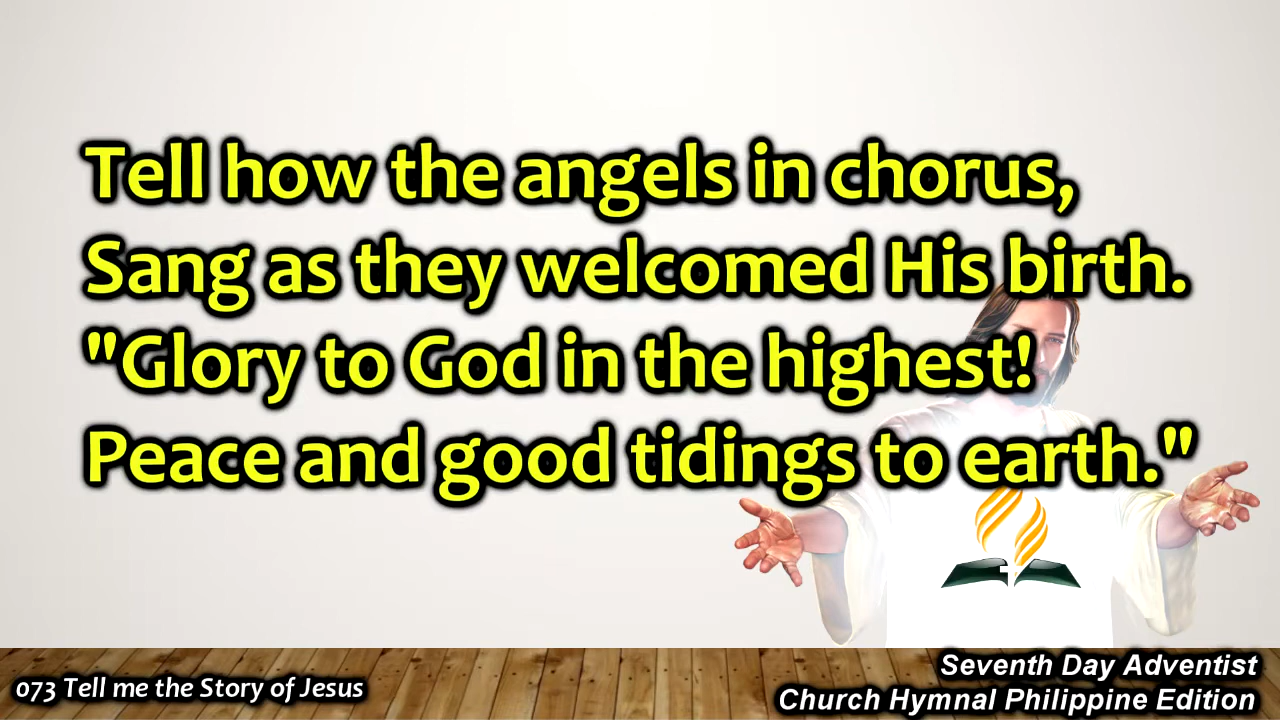 Tell how the angels in chorus,
Sang as they welcomed His birth.
"Glory to God in the highest!
Peace and good tidings to earth."
073 Tell me the Story of Jesus
Seventh Day Adventist
Church Hymnal Philippine Edition